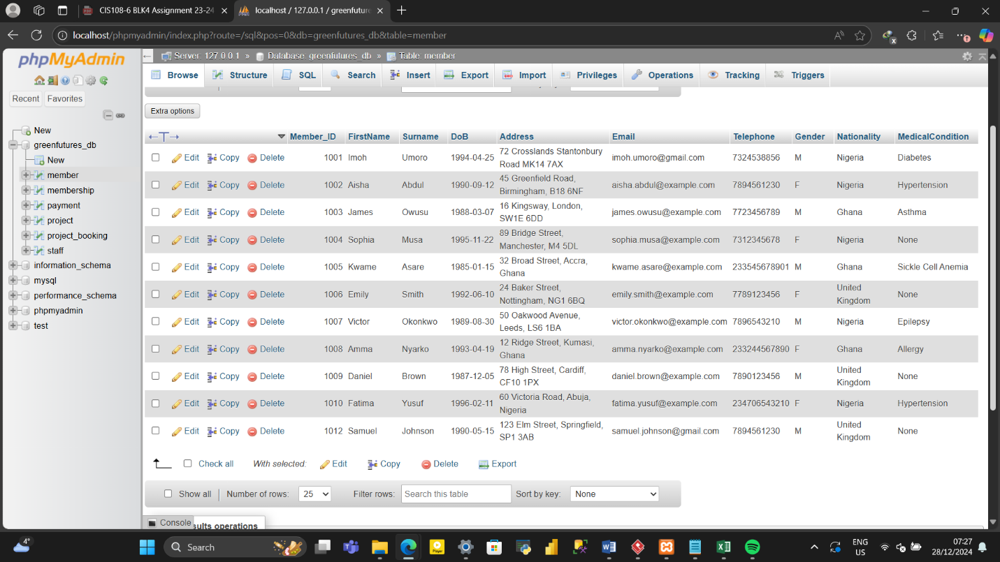 CIS108-6 BLK4 Assignment 23-24
localhost / 127.0.0.1 / greenfuture
localhost/phpmyadmin/index.php?route=/sql&pos=0&db=greenfutures_db&table=member
phpMyAdmin
Recent Favorites
New
greenfutures_db
New
member
membership
payment
project
project_booking
staff
information_schema
mysql
performance_schema
phpmyadmin
test
Server: 127.0.0.1 » Database: greenfutures_db » Table: member
Browse Structure SQL Search Insert Export Import Privileges Operations Tracking Triggers
Extra options
Member_ID FirstName Surname DoB Address Email Telephone Gender Nationality MedicalCondition
Edit Copy Delete 1001 Imoh Umoro 1994-04-25 72 Crosslands Stantonbury imoh.umoro@gmail.com 7324538856 M Nigeria Diabetes
Road MK14 7AX
Edit Copy Delete 1002 Aisha Abdul 1990-09-12 45 Greenfield Road, aisha.abdul@example.com 7894561230 F Nigeria Hypertension
Birmingham, B18 6NF
Edit Copy Delete 1003 James Owusu 1988-03-07 16 Kingsway, London, james.owusu@example.com 7723456789 M Ghana Asthma
SW1E 6DD
Edit Copy Delete 1004 Sophia Musa 1995-11-22 89 Bridge Street, sophia.musa@example.com 7312345678 F Nigeria None
Manchester, M4 5DL
Edit Copy Delete 1005 Kwame Asare 1985-01-15 32 Broad Street, Accra, kwame.asare@example.com 233545678901 M Ghana Sickle Cell Anemia
Ghana
Edit Copy Delete 1006 Emily Smith 1992-06-10 24 Baker Street, emily.smith@example.com 7789123456 F United None
Nottingham, NG1 6BQ Kingdom
Edit Copy Delete 1007 Victor Okonkwo 1989-08-30 50 Oakwood Avenue, victor.okonkwo@example.com 7896543210 M Nigeria Epilepsy
Leeds, LS6 1BA
Edit Copy Delete 1008 Amma Nyarko 1993-04-19 12 Ridge Street, Kumasi, amma.nyarko@example.com 233244567890 F Ghana Allergy
Ghana
Edit Copy Delete 1009 Daniel Brown 1987-12-05 78 High Street, Cardiff, daniel.brown@example.com 7890123456 M United None
CF10 1PX Kingdom
Edit Copy Delete 1010 Fatima Yusuf 1996-02-11 60 Victoria Road, Abuja, fatima.yusuf@example.com 234706543210 F Nigeria Hypertension
Nigeria
Edit Copy Delete 1012 Samuel Johnson 1990-05-15 123 Elm Street, Springfield, samuel.johnson@gmail.com 7894561230 M United None
SP1 3AB Kingdom
Check all With selected: Edit Copy Delete Export
Show all Number of rows: 25 Filter rows: Search this table Sort by key: None
Console sults operations
4°
Search
ENG
US
07:27
28/12/2024